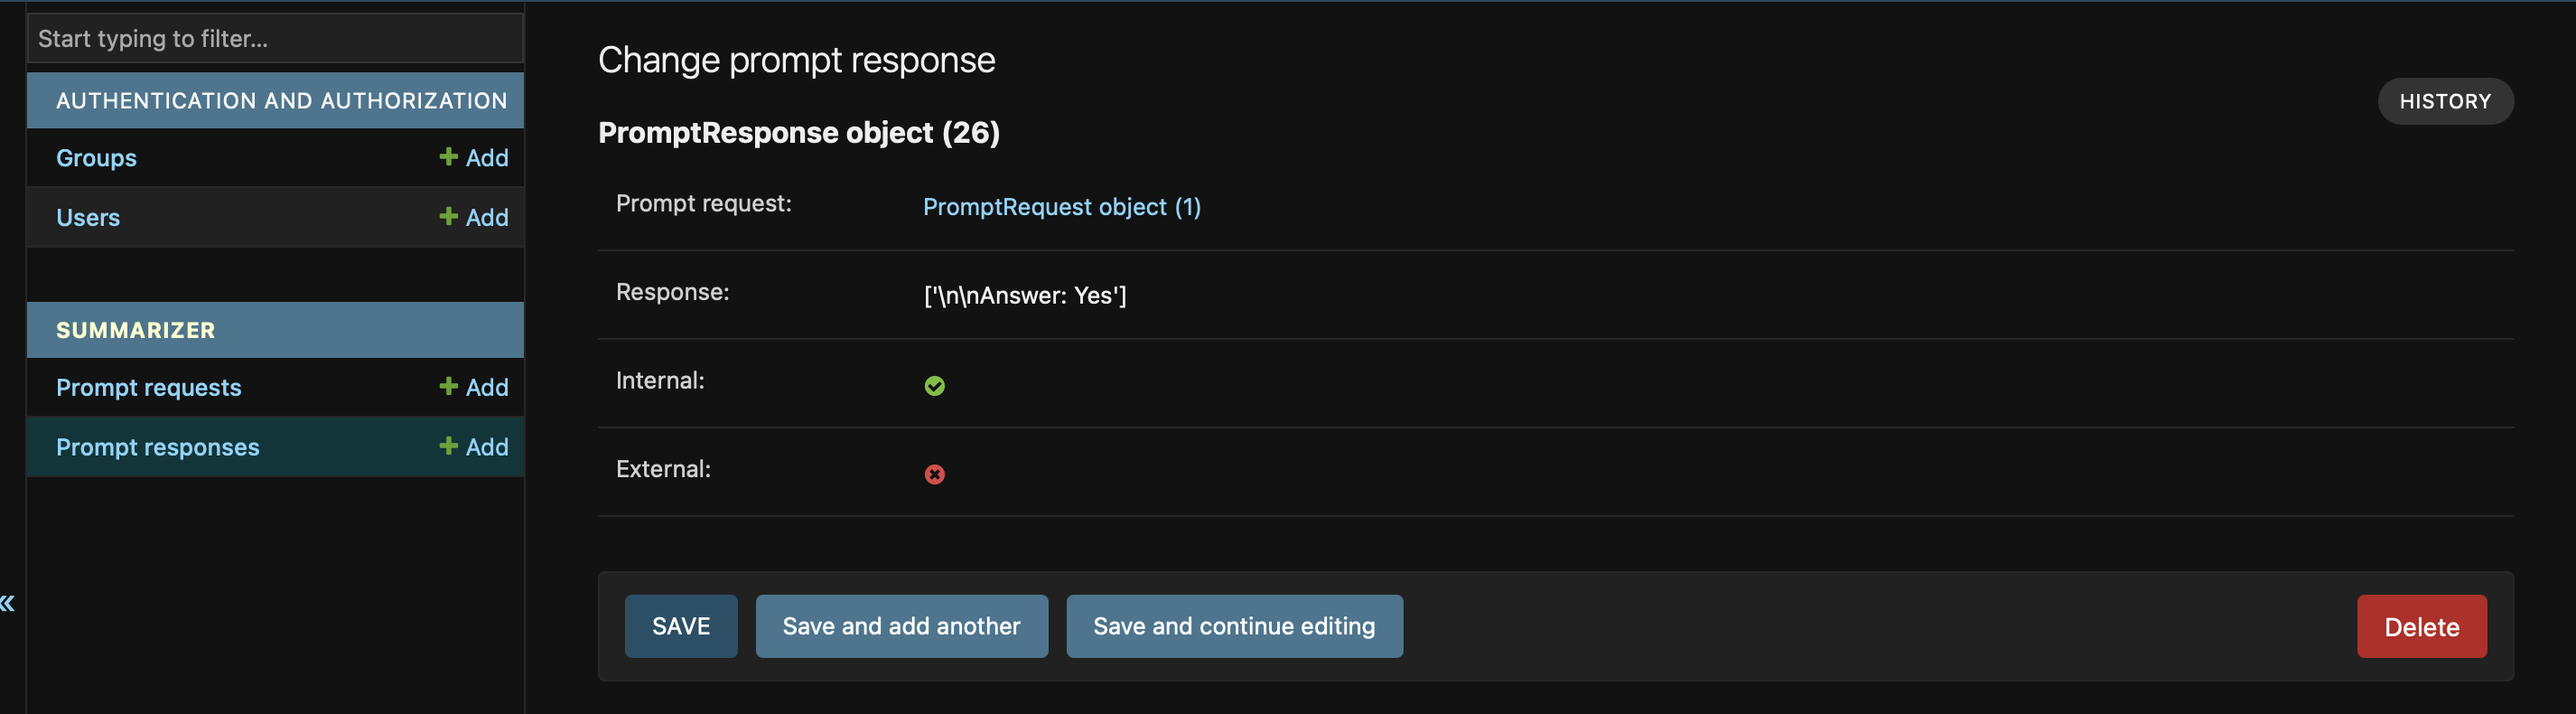 Start typing to filter...
AUTHENTICATION AND AUTHORIZATION
Groups + Add
Users + Add
SUMMARIZER
Prompt requests + Add
Prompt responses + Add
«
Change prompt response
HISTORY
PromptResponse object (26)
Prompt request: PromptRequest object (1)
Response: ['\n\nAnswer: Yes']
Internal:
External:
SAVE Save and add another Save and continue editing Delete